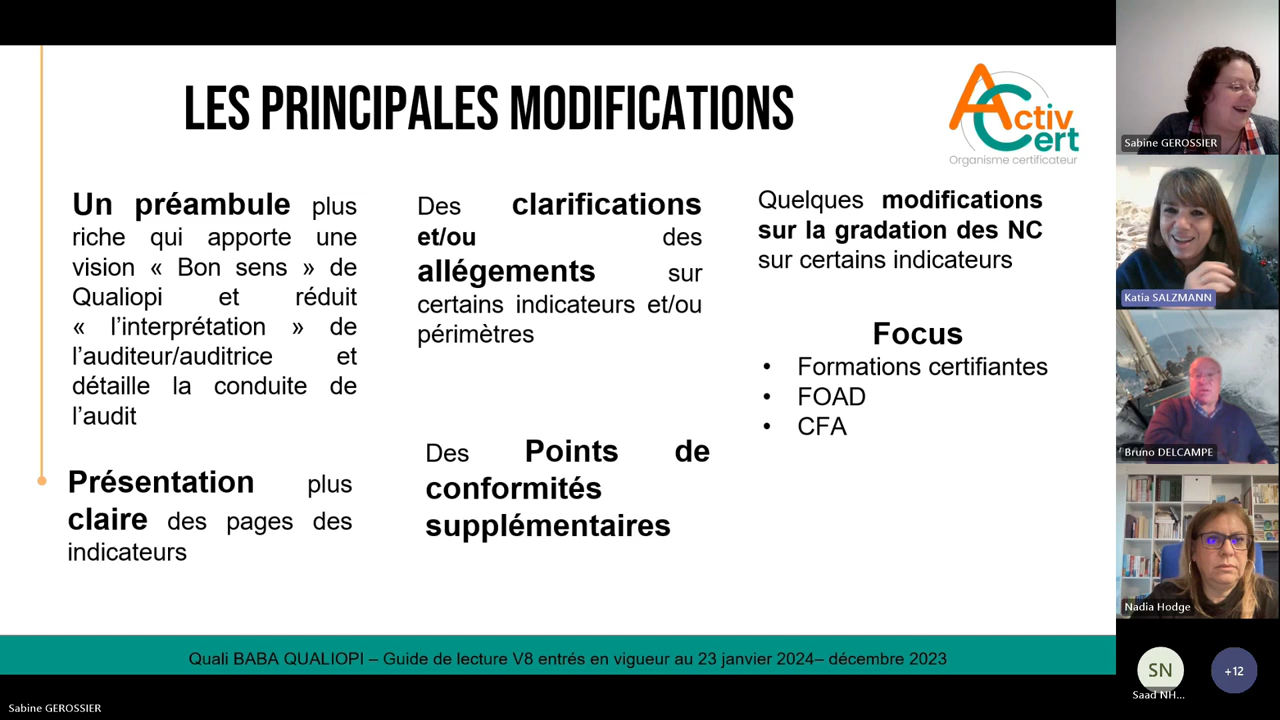 LES PRINCIPALES MODIFICATIONS
Activ
Cert
Organisme certificateur
Un préambule plus
riche qui apporte une
vision « Bon sens » de
Qualiopi et réduit
« l’interprétation » de
l’auditeur/auditrice et
détaille la conduite de
l’audit
Présentation plus
claire des pages des
indicateurs
Des clarifications
et/ou des
allégements sur
certains indicateurs et/ou
périmètres
Des Points de
conformités
supplémentaires
Quelques modifications
sur la gradation des NC
sur certains indicateurs
Focus
• Formations certifiantes
• FOAD
• CFA
Quali BABA QUALIOPI – Guide de lecture V8 entrés en vigueur au 23 janvier 2024– décembre 2023
Sabine GEROSSIER
Sabine GEROSSIER
Katia SALZMANN
Bruno DELCAMPE
Nadia Hodge
SN
Saad NH...
+12